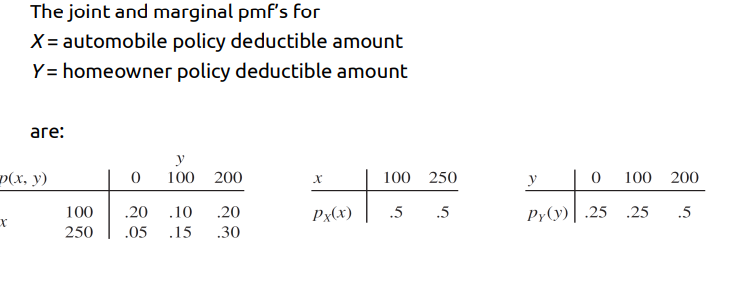 The joint and marginal pmf's for
X = automobile policy deductible amount
Y = homeowner policy deductible amount
are:
y
p(x, y) 0 100 200
x 100 .20 .10 .20
250 .05 .15 .30
x 100 250
pX(x) .5 .5
y 0 100 200
pY(y) .25 .25 .5